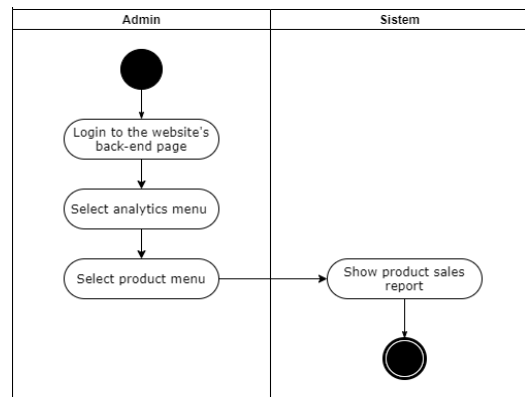 Admin
Sistem
Login to the website's
back-end page
Select analytics menu
Select product menu
Show product sales
report